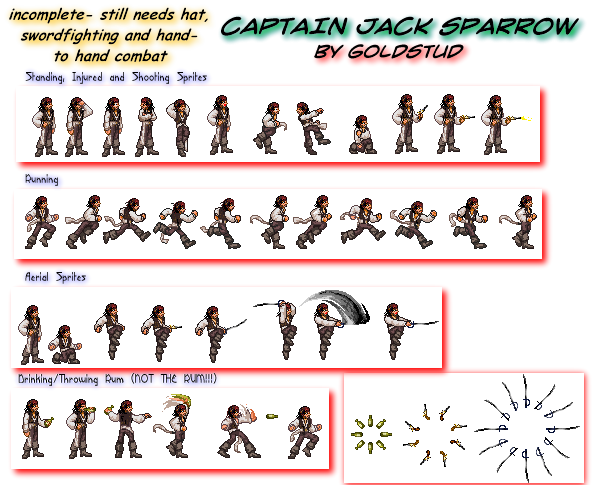 incomplete- still needs hat,
swordfighting and hand-
to hand combat
CAPTAIN JACK SPARROW
BY GOLDSTUD
Standing, Injured and Shooting Sprites
Running
Aerial Sprites
Drinking/Throwing Rum (NOT THE RUM!!!)